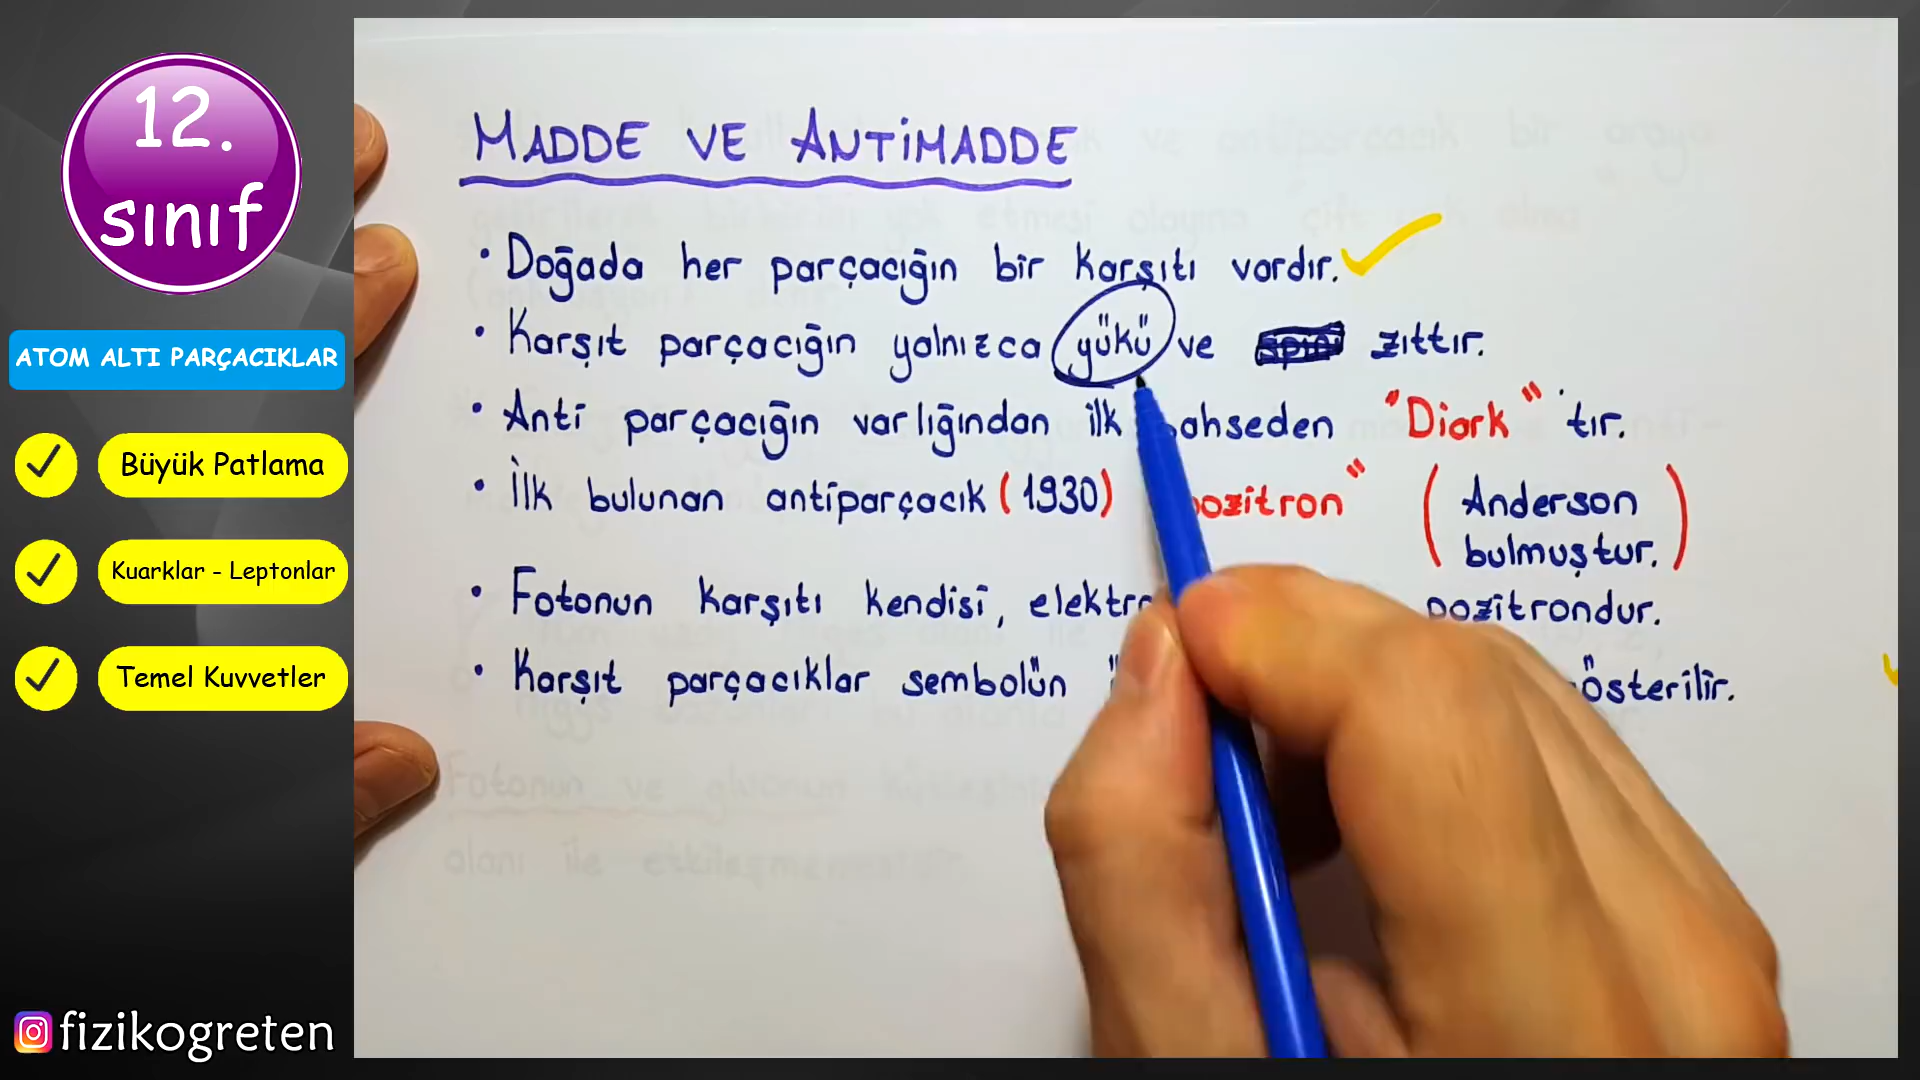 12.
sınıf
ATOM ALTI PARÇACIKLAR
Büyük Patlama
Kuarklar - Leptonlar
Temel Kuvvetler
fizikogreten
MADDE VE ANTİMADDE
• Doğada her parçacığın bir karşıtı vardır.
• Karşıt parçacığın yalnızca yükü ve zıttır.
• Anti parçacığın varlığından ilk bahseden "Diark" 'tır.
• İlk bulunan antiparçacık (1930) pozitron" (Anderson
bulmuştur.)
• Fotonun karşıtı kendisi, pozitrondur.
• Karşıt parçacıklar sembolün gösterilir.